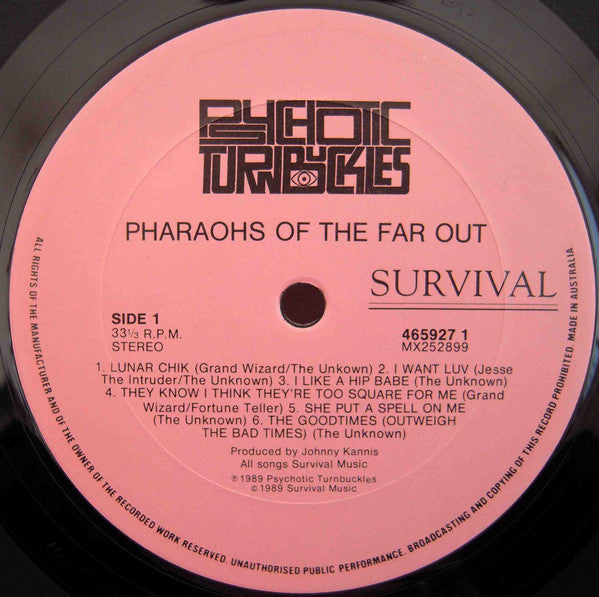 PSYCHOTIC
TURNBUCKLES
PHARAOHS OF THE FAR OUT
SURVIVAL
SIDE 1
33⅓ R.P.M.
STEREO
465927 1
MX252899
1. LUNAR CHIK (Grand Wizard/The Unkown) 2. I WANT LUV (Jesse
The Intruder/The Unknown) 3. I LIKE A HIP BABE (The Unknown)
4. THEY KNOW I THINK THEY'RE TOO SQUARE FOR ME (Grand
Wizard/Fortune Teller) 5. SHE PUT A SPELL ON ME
(The Unknown) 6. THE GOODTIMES (OUTWEIGH
THE BAD TIMES) (The Unknown)
Produced by Johnny Kannis
All songs Survival Music
℗ 1989 Psychotic Turnbuckles
© 1989 Survival Music
ALL RIGHTS OF THE MANUFACTURER AND OF THE OWNER OF THE RECORDED WORK RESERVED. UNAUTHORISED PUBLIC PERFORMANCE. BROADCASTING AND COPYING OF THIS RECORD PROHIBITED. MADE IN AUSTRALIA.